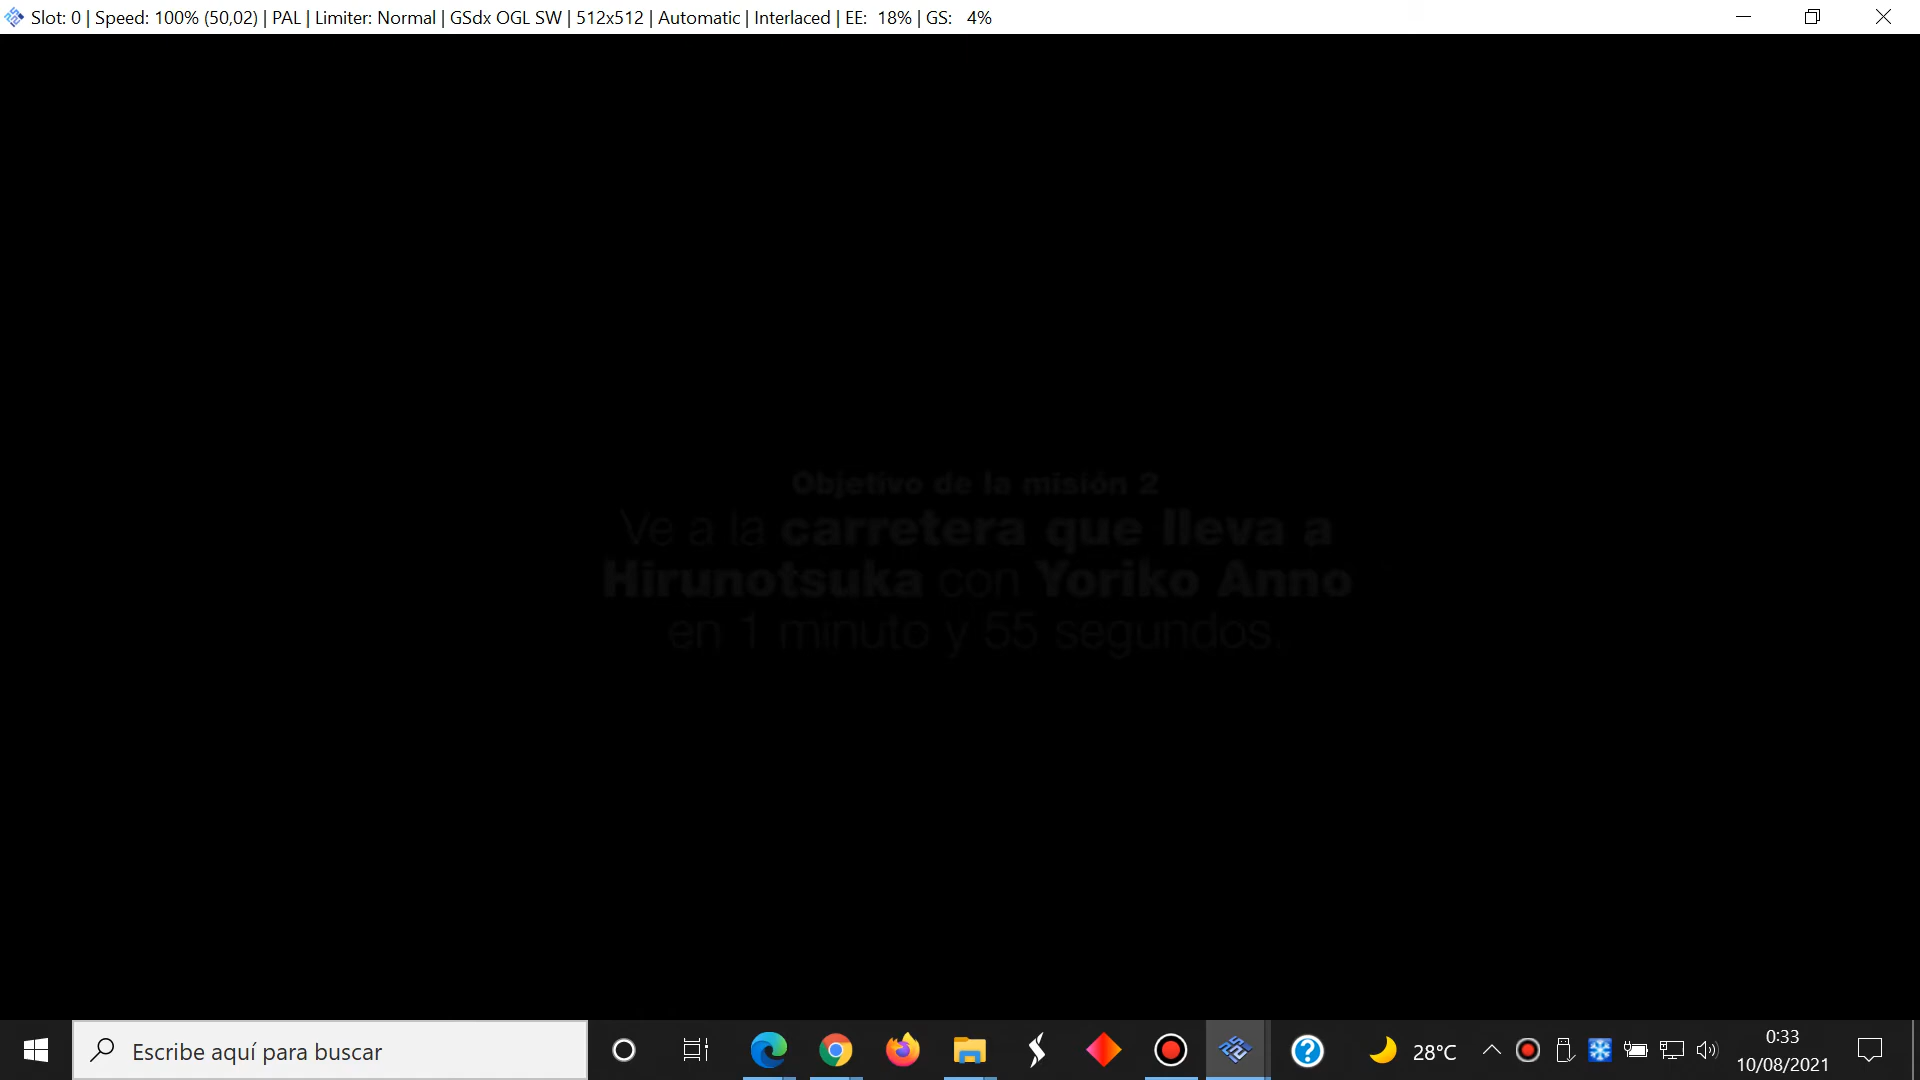 Slot: 0 | Speed: 100% (50,02) | PAL | Limiter: Normal | GSdx OGL SW | 512x512 | Automatic | Interlaced | EE: 18% | GS: 4%
Objetivo de la misión 2
Ve a la carretera que lleva a
Hirunotsuka con Yoriko Anno
en 1 minuto y 55 segundos.
Escribe aquí para buscar
28°C
0:33
10/08/2021